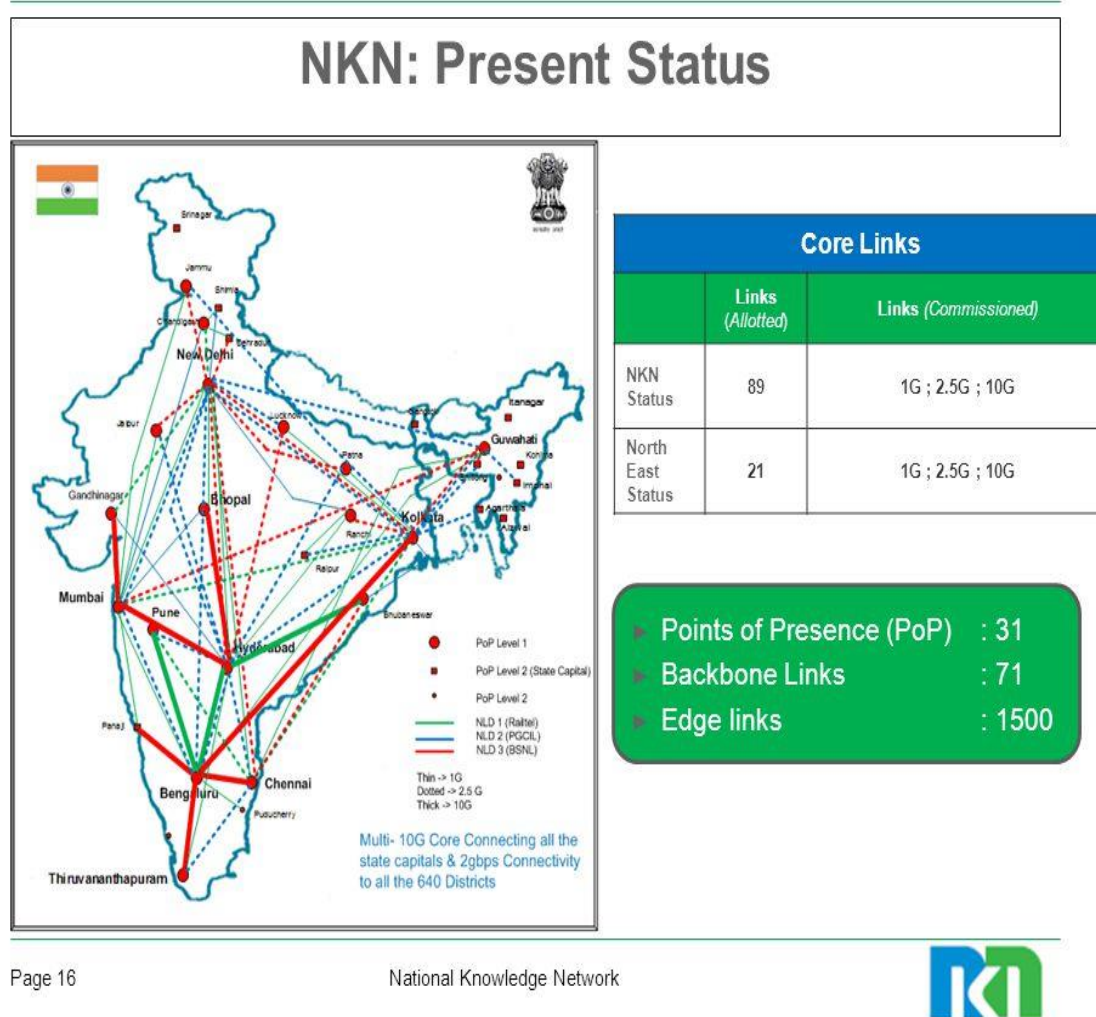 NKN: Present Status
Srinagar
Jammu
Shimla
Chandigarh
Dehradun
New Delhi
Jaipur
Lucknow
Gangtok
Itanagar
Guwahati
Kohima
Shillong
Imphal
Patna
Agarthala
Aizwal
Gandhinagar
Bhopal
Ranchi
Kolkata
Raipur
Mumbai
Pune
Bhubaneswar
Hyderabad
Panaji
Bengaluru
Chennai
Puducherry
Thiruvananthapuram
PoP Level 1
PoP Level 2 (State Capital)
PoP Level 2
NLD 1 (Railtel)
NLD 2 (PGCIL)
NLD 3 (BSNL)
Thin -> 1G
Dotted -> 2.5 G
Thick -> 10G
Multi- 10G Core Connecting all the
state capitals & 2gbps Connectivity
to all the 640 Districts
Core Links
Links
(Allotted)
Links (Commissioned)
NKN
Status
89
1G ; 2.5G ; 10G
North
East
Status
21
1G ; 2.5G ; 10G
Points of Presence (PoP) : 31
Backbone Links : 71
Edge links : 1500
Page 16
National Knowledge Network